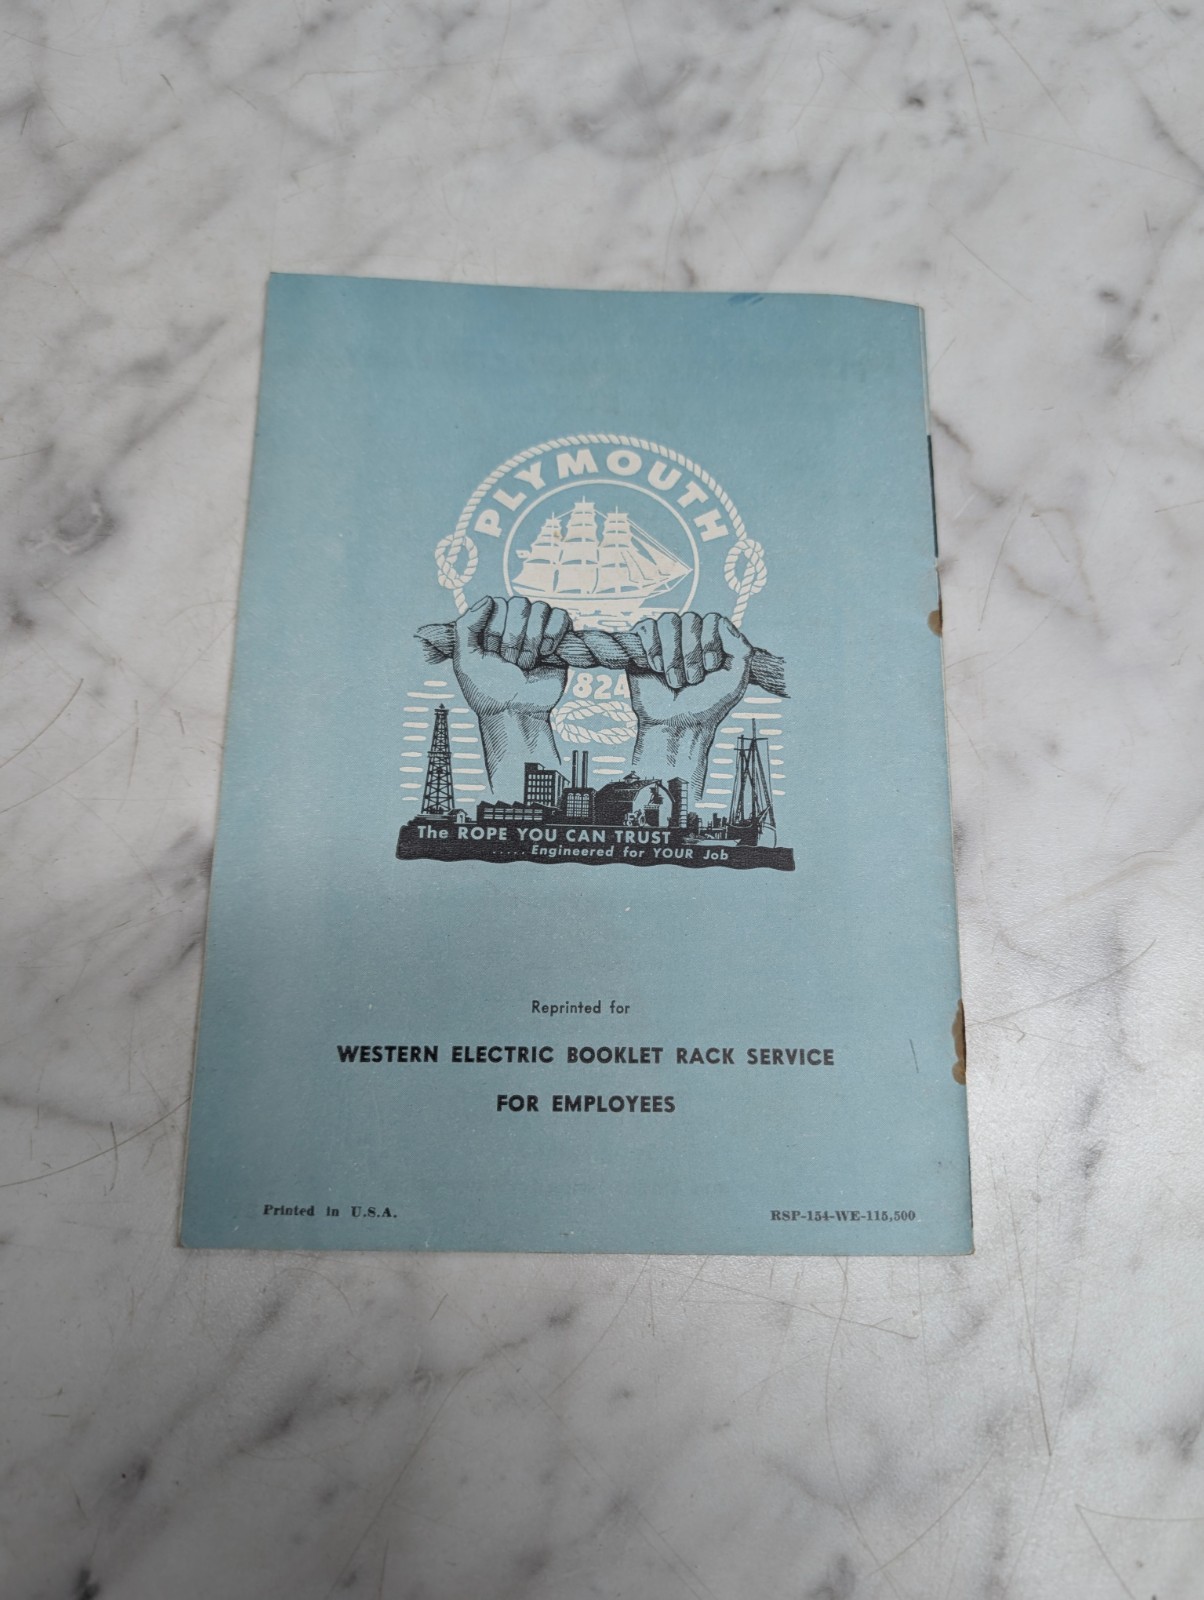 PLYMOUTH
1824
The ROPE YOU CAN TRUST
.....Engineered for YOUR Job
Reprinted for
WESTERN ELECTRIC BOOKLET RACK SERVICE
FOR EMPLOYEES
Printed in U.S.A.
RSP-154-WE-115,500